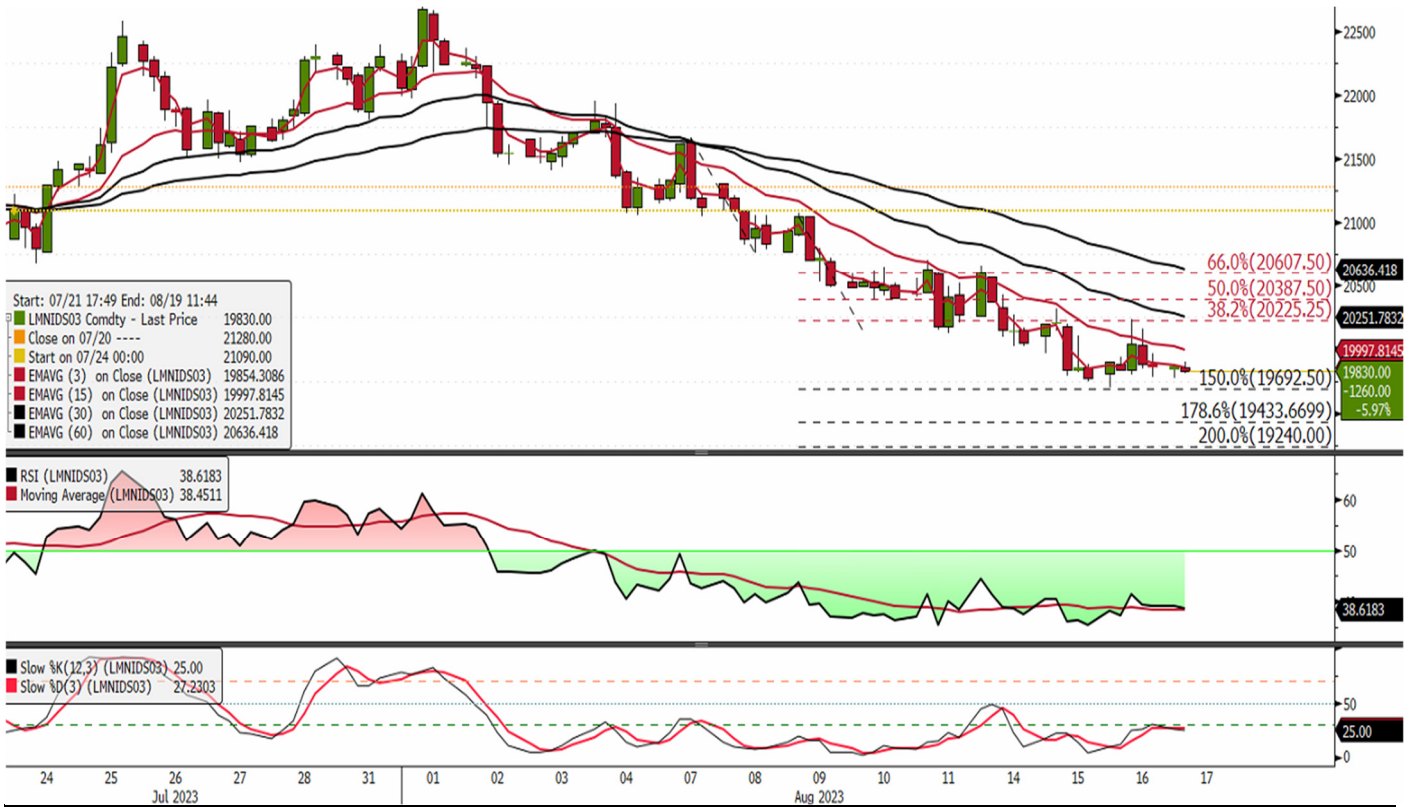 22500
22000
21500
21000
20500
66.0%(20607.50)
50.0%(20387.50)
38.2%(20225.25)
150.0%(19692.50)
178.6%(19433.6699)
200.0%(19240.00)
20636.418
20251.7832
19997.8145
19830.00
-1260.00
-5.97%
Start: 07/21 17:49 End: 08/19 11:44
LMNIDS03 Comdty - Last Price 19830.00
Close on 07/20 ---- 21280.00
Start on 07/24 00:00 21090.00
EMAVG (3) on Close (LMNIDS03) 19854.3086
EMAVG (15) on Close (LMNIDS03) 19997.8145
EMAVG (30) on Close (LMNIDS03) 20251.7832
EMAVG (60) on Close (LMNIDS03) 20636.418
RSI (LMNIDS03) 38.6183
Moving Average (LMNIDS03) 38.4511
60
50
38.6183
Slow %K(12,3) (LMNIDS03) 25.00
Slow %D(3) (LMNIDS03) 27.2303
50
25.00
0
24 25 26 27 28 31 01 02 03 04 07 08 09 10 11 14 15 16 17
Jul 2023 Aug 2023